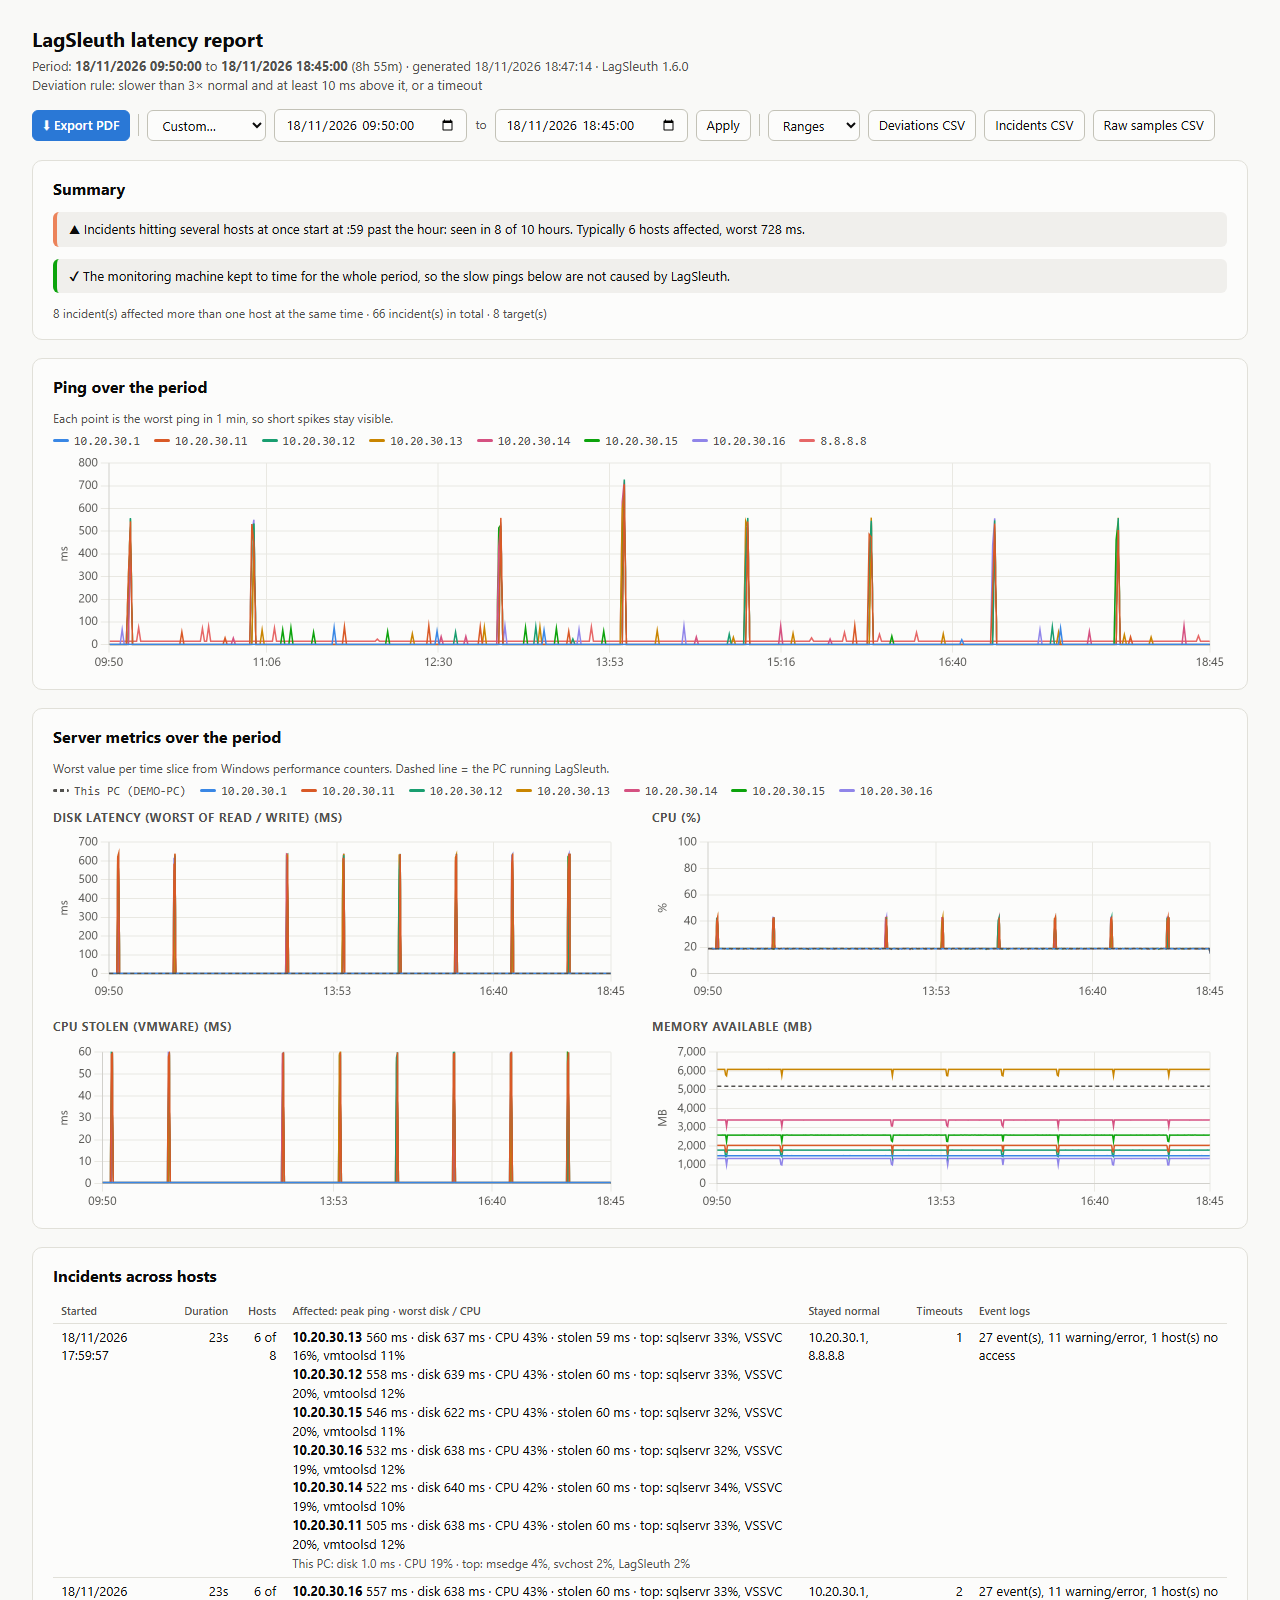 LagSleuth latency report
Period: 18/11/2026 09:50:00 to 18/11/2026 18:45:00 (8h 55m) · generated 18/11/2026 18:47:14 · LagSleuth 1.6.0
Deviation rule: slower than 3× normal and at least 10 ms above it, or a timeout
⬇ Export PDF Custom... 18/11/2026 09:50:00 to 18/11/2026 18:45:00 Apply Ranges Deviations CSV Incidents CSV Raw samples CSV
Summary
▲ Incidents hitting several hosts at once start at :59 past the hour: seen in 8 of 10 hours. Typically 6 hosts affected, worst 728 ms.
✓ The monitoring machine kept to time for the whole period, so the slow pings below are not caused by LagSleuth.
8 incident(s) affected more than one host at the same time · 66 incident(s) in total · 8 target(s)
Ping over the period
Each point is the worst ping in 1 min, so short spikes stay visible.
10.20.30.1 10.20.30.11 10.20.30.12 10.20.30.13 10.20.30.14 10.20.30.15 10.20.30.16 8.8.8.8
800
700
600
500
400
300
200
100
0
ms
09:50 11:06 12:30 13:53 15:16 16:40 18:45
Server metrics over the period
Worst value per time slice from Windows performance counters. Dashed line = the PC running LagSleuth.
This PC (DEMO-PC) 10.20.30.1 10.20.30.11 10.20.30.12 10.20.30.13 10.20.30.14 10.20.30.15 10.20.30.16
DISK LATENCY (WORST OF READ / WRITE) (MS)
700
600
500
400
300
200
100
0
ms
09:50 13:53 16:40 18:45
CPU (%)
100
80
60
40
20
0
%
09:50 13:53 16:40 18:45
CPU STOLEN (VMWARE) (MS)
60
50
40
30
20
10
0
ms
09:50 13:53 16:40 18:45
MEMORY AVAILABLE (MB)
7,000
6,000
5,000
4,000
3,000
2,000
1,000
0
MB
09:50 13:53 16:40 18:45
Incidents across hosts
Started Duration Hosts Affected: peak ping · worst disk / CPU Stayed normal Timeouts Event logs
18/11/2026 23s 6 of 10.20.30.13 560 ms · disk 637 ms · CPU 43% · stolen 59 ms · top: sqlservr 33%, VSSVC 10.20.30.1, 1 27 event(s), 11 warning/error, 1 host(s) no
17:59:57 8 16%, vmtoolsd 11% 8.8.8.8 access
10.20.30.12 558 ms · disk 639 ms · CPU 43% · stolen 60 ms · top: sqlservr 33%, VSSVC
20%, vmtoolsd 12%
10.20.30.15 546 ms · disk 622 ms · CPU 43% · stolen 60 ms · top: sqlservr 32%, VSSVC
20%, vmtoolsd 11%
10.20.30.16 532 ms · disk 638 ms · CPU 43% · stolen 60 ms · top: sqlservr 32%, VSSVC
19%, vmtoolsd 12%
10.20.30.14 522 ms · disk 640 ms · CPU 42% · stolen 60 ms · top: sqlservr 34%, VSSVC
19%, vmtoolsd 10%
10.20.30.11 505 ms · disk 638 ms · CPU 43% · stolen 60 ms · top: sqlservr 33%, VSSVC
20%, vmtoolsd 12%
This PC: disk 1.0 ms · CPU 19% · top: msedge 4%, svchost 2%, LagSleuth 2%
18/11/2026 23s 6 of 10.20.30.16 557 ms · disk 638 ms · CPU 43% · stolen 60 ms · top: sqlservr 33%, VSSVC 10.20.30.1, 2 27 event(s), 11 warning/error, 1 host(s) no